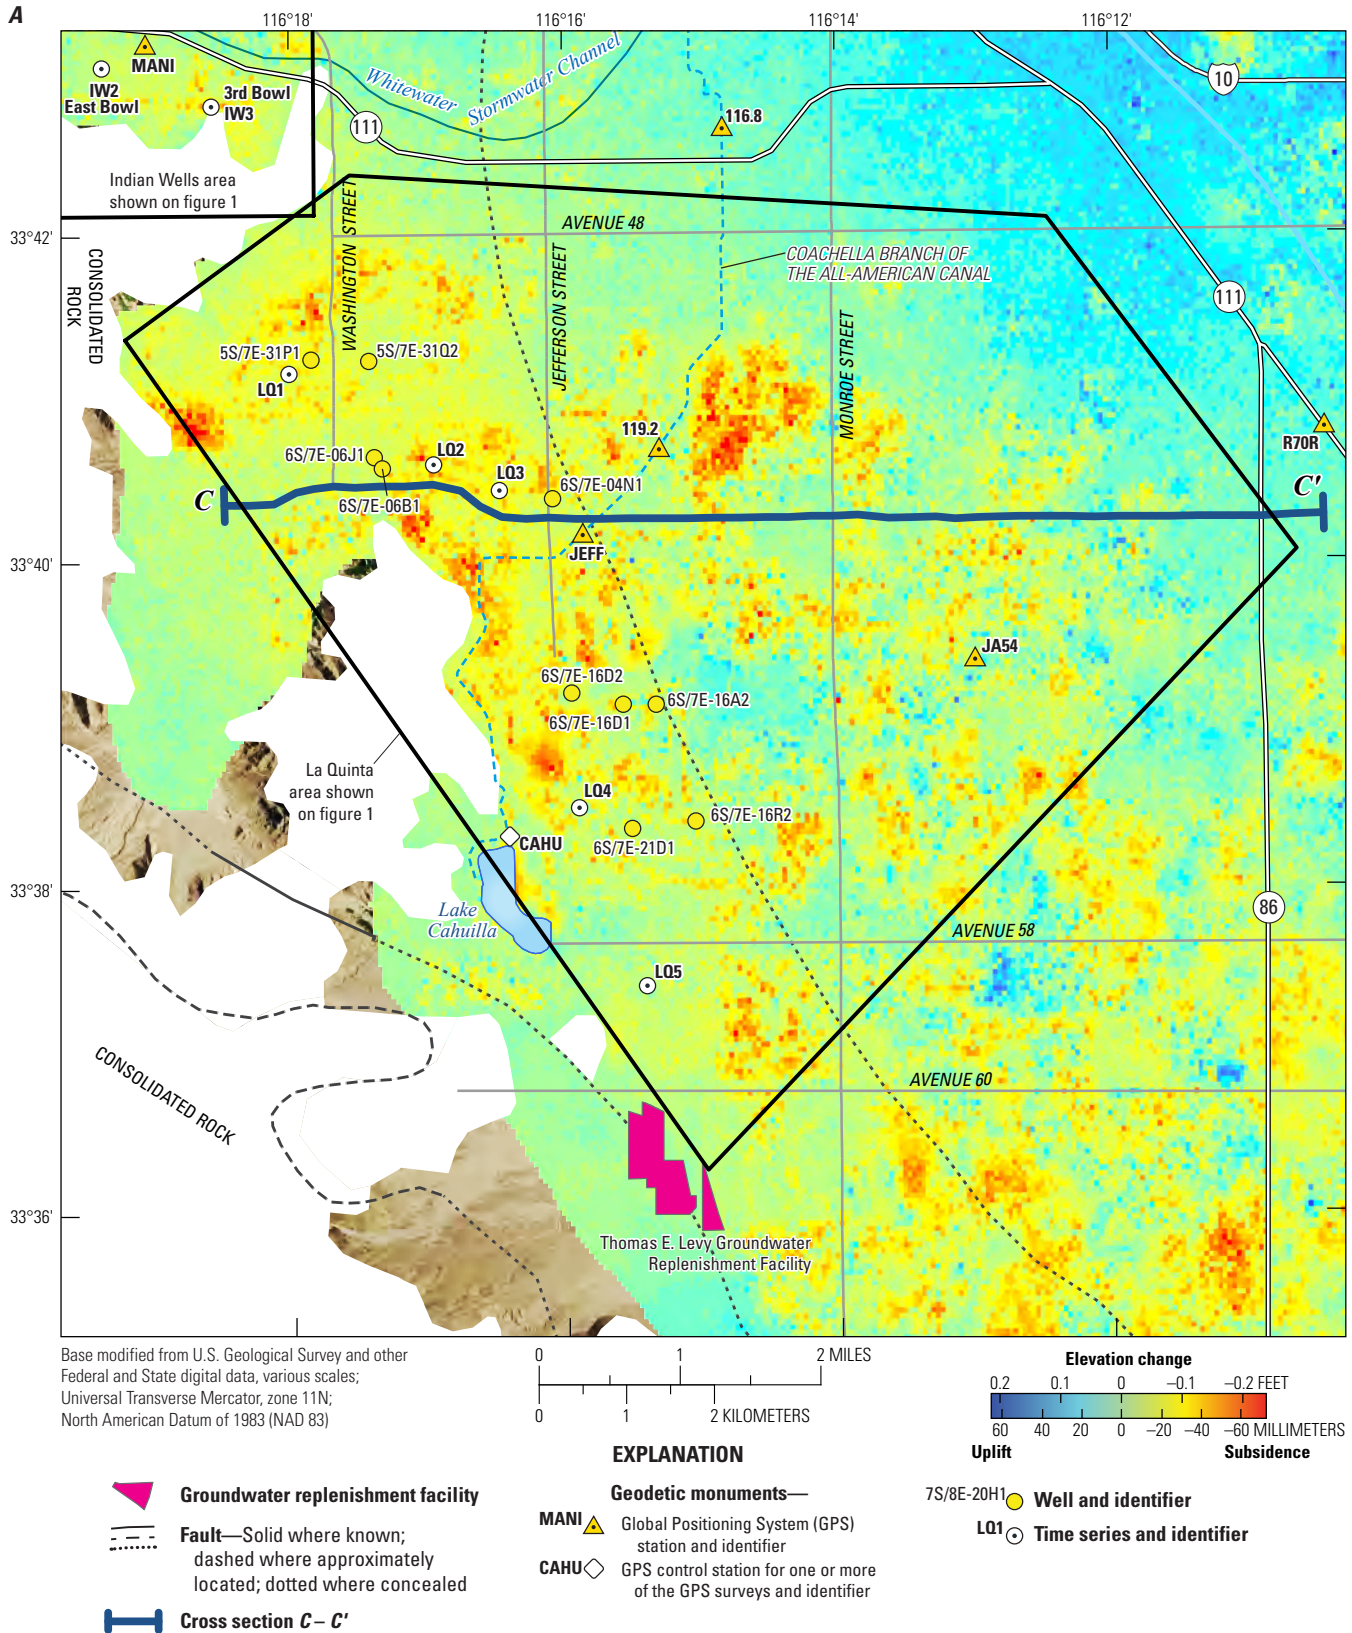 A
116°18'
116°16'
116°14'
116°12'
MANI
IW2
East Bowl
3rd Bowl
IW3
Whitewater Stormwater Channel
111
116.8
10
Indian Wells area
shown on figure 1
33°42'
CONSOLIDATED
ROCK
WASHINGTON STREET
AVENUE 48
JEFFERSON STREET
COACHELLA BRANCH OF
THE ALL-AMERICAN CANAL
MONROE STREET
111
5S/7E-31P1
5S/7E-31Q2
LQ1
R70R
119.2
6S/7E-06J1
LQ2
LQ3
6S/7E-04N1
6S/7E-06B1
C
C'
JEFF
33°40'
JA54
6S/7E-16D2
6S/7E-16A2
6S/7E-16D1
La Quinta
area shown
on figure 1
LQ4
6S/7E-16R2
6S/7E-21D1
CAHU
33°38'
86
Lake
Cahuilla
AVENUE 58
LQ5
CONSOLIDATED ROCK
AVENUE 60
33°36'
Thomas E. Levy Groundwater
Replenishment Facility
Base modified from U.S. Geological Survey and other
Federal and State digital data, various scales;
Universal Transverse Mercator, zone 11N;
North American Datum of 1983 (NAD 83)
0 1 2 MILES
0 1 2 KILOMETERS
Elevation change
0.2 0.1 0 –0.1 –0.2 FEET
60 40 20 0 –20 –40 –60 MILLIMETERS
Uplift Subsidence
EXPLANATION
Groundwater replenishment facility
Fault—Solid where known;
dashed where approximately
located; dotted where concealed
Cross section C – C'
Geodetic monuments—
MANI Global Positioning System (GPS)
station and identifier
CAHU GPS control station for one or more
of the GPS surveys and identifier
7S/8E-20H1 Well and identifier
LQ1 Time series and identifier